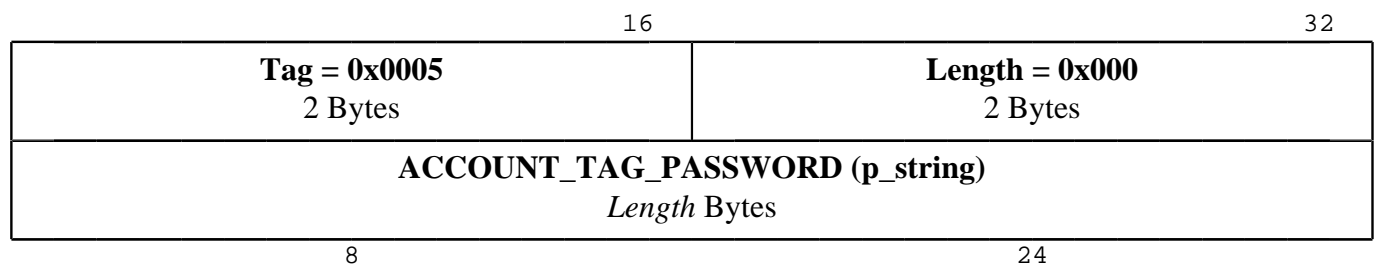 16 32
Tag = 0x0005 Length = 0x000
2 Bytes 2 Bytes
ACCOUNT_TAG_PASSWORD (p_string)
Length Bytes
8 24